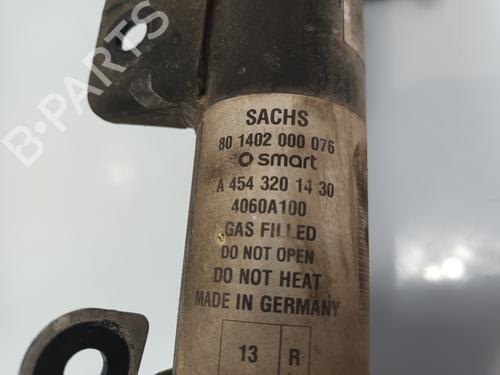 B-PARTS
SACHS
80 1402 000 076
smart
A 454 320 14 30
4060A100
GAS FILLED
DO NOT OPEN
DO NOT HEAT
MADE IN GERMANY
13 R